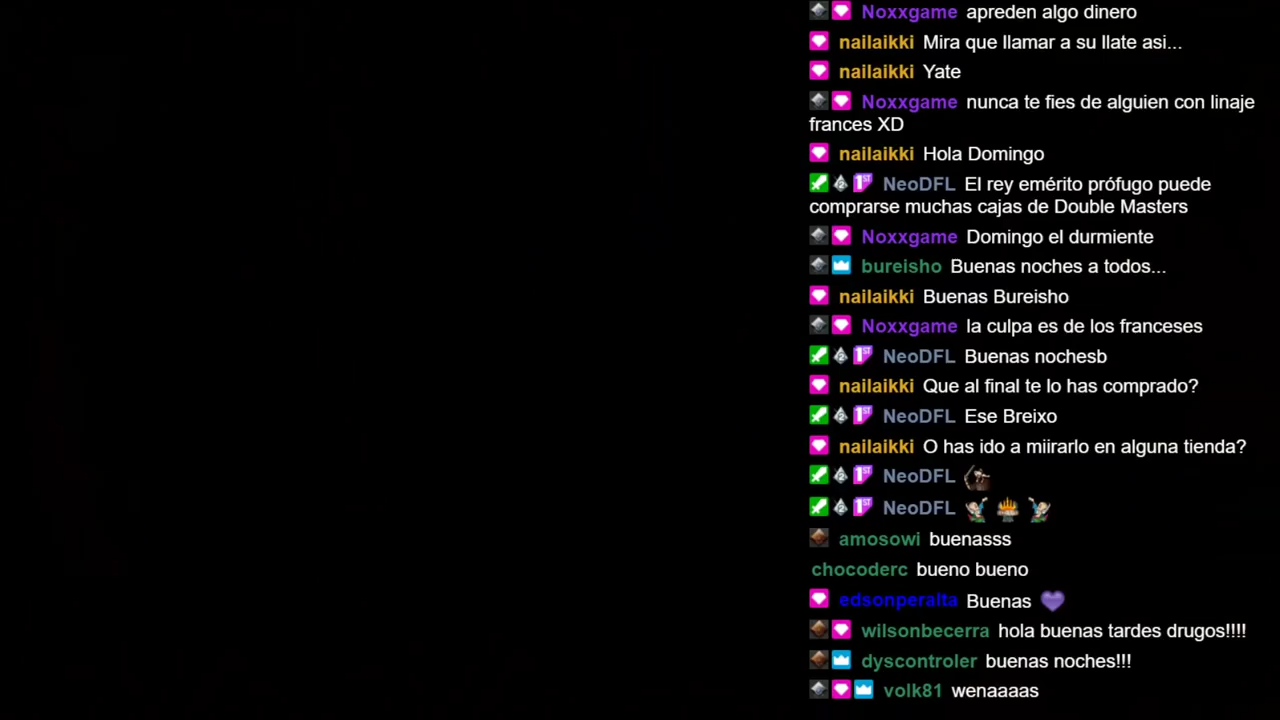 Noxxgame apreden algo dinero
nailaikki Mira que llamar a su llate asi...
nailaikki Yate
Noxxgame nunca te fies de alguien con linaje
frances XD
nailaikki Hola Domingo
NeoDFL El rey emérito prófugo puede
comprarse muchas cajas de Double Masters
Noxxgame Domingo el durmiente
bureisho Buenas noches a todos...
nailaikki Buenas Bureisho
Noxxgame la culpa es de los franceses
NeoDFL Buenas nochesb
nailaikki Que al final te lo has comprado?
NeoDFL Ese Breixo
nailaikki O has ido a miirarlo en alguna tienda?
NeoDFL
NeoDFL
amosowi buenasss
chocoderc bueno bueno
edsonperalta Buenas
wilsonbecerra hola buenas tardes drugos!!!!
dyscontroler buenas noches!!!
volk81 wenaaaas